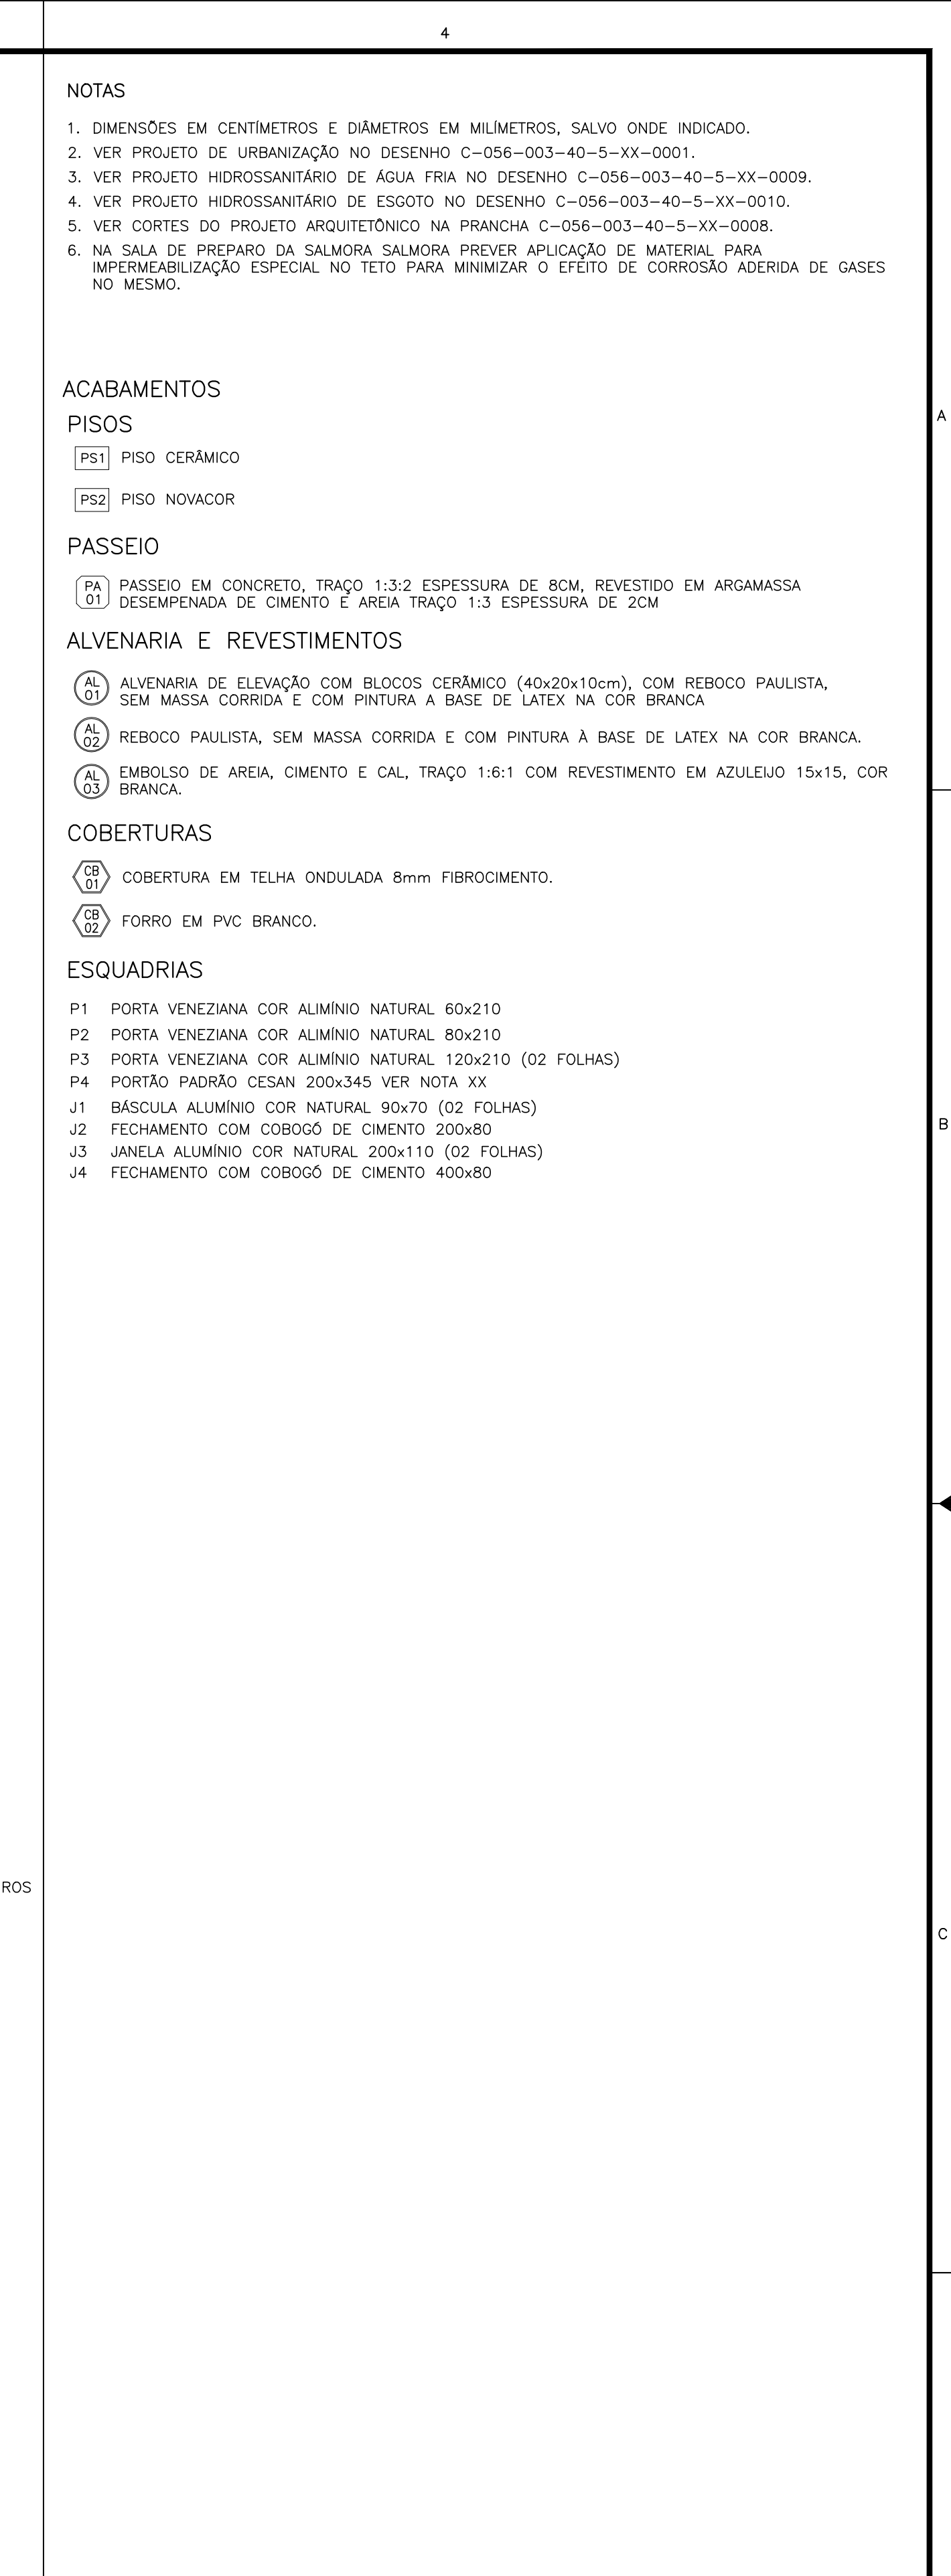 4
NOTAS
1. DIMENSÕES EM CENTÍMETROS E DIÂMETROS EM MILÍMETROS, SALVO ONDE INDICADO.
2. VER PROJETO DE URBANIZAÇÃO NO DESENHO C-056-003-40-5-XX-0001.
3. VER PROJETO HIDROSSANITÁRIO DE ÁGUA FRIA NO DESENHO C-056-003-40-5-XX-0009.
4. VER PROJETO HIDROSSANITÁRIO DE ESGOTO NO DESENHO C-056-003-40-5-XX-0010.
5. VER CORTES DO PROJETO ARQUITETÔNICO NA PRANCHA C-056-003-40-5-XX-0008.
6. NA SALA DE PREPARO DA SALMORA SALMORA PREVER APLICAÇÃO DE MATERIAL PARA
IMPERMEABILIZAÇÃO ESPECIAL NO TETO PARA MINIMIZAR O EFEITO DE CORROSÃO ADERIDA DE GASES
NO MESMO.
ACABAMENTOS
A
PISOS
PS1 PISO CERÂMICO
PS2 PISO NOVACOR
PASSEIO
PA 01 PASSEIO EM CONCRETO, TRAÇO 1:3:2 ESPESSURA DE 8CM, REVESTIDO EM ARGAMASSA
DESEMPENADA DE CIMENTO E AREIA TRAÇO 1:3 ESPESSURA DE 2CM
ALVENARIA E REVESTIMENTOS
AL 01 ALVENARIA DE ELEVAÇÃO COM BLOCOS CERÃMICO (40x20x10cm), COM REBOCO PAULISTA,
SEM MASSA CORRIDA E COM PINTURA A BASE DE LATEX NA COR BRANCA
AL 02 REBOCO PAULISTA, SEM MASSA CORRIDA E COM PINTURA À BASE DE LATEX NA COR BRANCA.
AL 03 EMBOLSO DE AREIA, CIMENTO E CAL, TRAÇO 1:6:1 COM REVESTIMENTO EM AZULEIJO 15x15, COR
BRANCA.
COBERTURAS
CB 01 COBERTURA EM TELHA ONDULADA 8mm FIBROCIMENTO.
CB 02 FORRO EM PVC BRANCO.
ESQUADRIAS
P1 PORTA VENEZIANA COR ALIMÍNIO NATURAL 60x210
P2 PORTA VENEZIANA COR ALIMÍNIO NATURAL 80x210
P3 PORTA VENEZIANA COR ALIMÍNIO NATURAL 120x210 (02 FOLHAS)
P4 PORTÃO PADRÃO CESAN 200x345 VER NOTA XX
J1 BÁSCULA ALUMÍNIO COR NATURAL 90x70 (02 FOLHAS)
B
J2 FECHAMENTO COM COBOGÓ DE CIMENTO 200x80
J3 JANELA ALUMÍNIO COR NATURAL 200x110 (02 FOLHAS)
J4 FECHAMENTO COM COBOGÓ DE CIMENTO 400x80
ROS
C